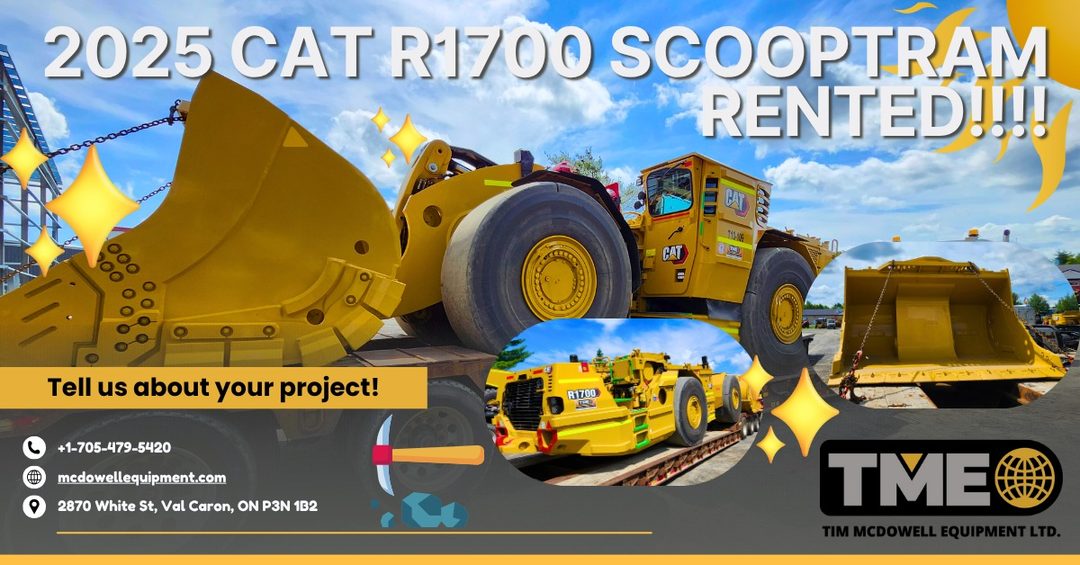 2025 CAT R1700 SCOOPTRAM
RENTED!!!!
CAT
CAT
R1700
Tell us about your project!
+1-705-479-5420
mcdowellequipment.com
2870 White St, Val Caron, ON P3N 1B2
TME
TIM MCDOWELL EQUIPMENT LTD.